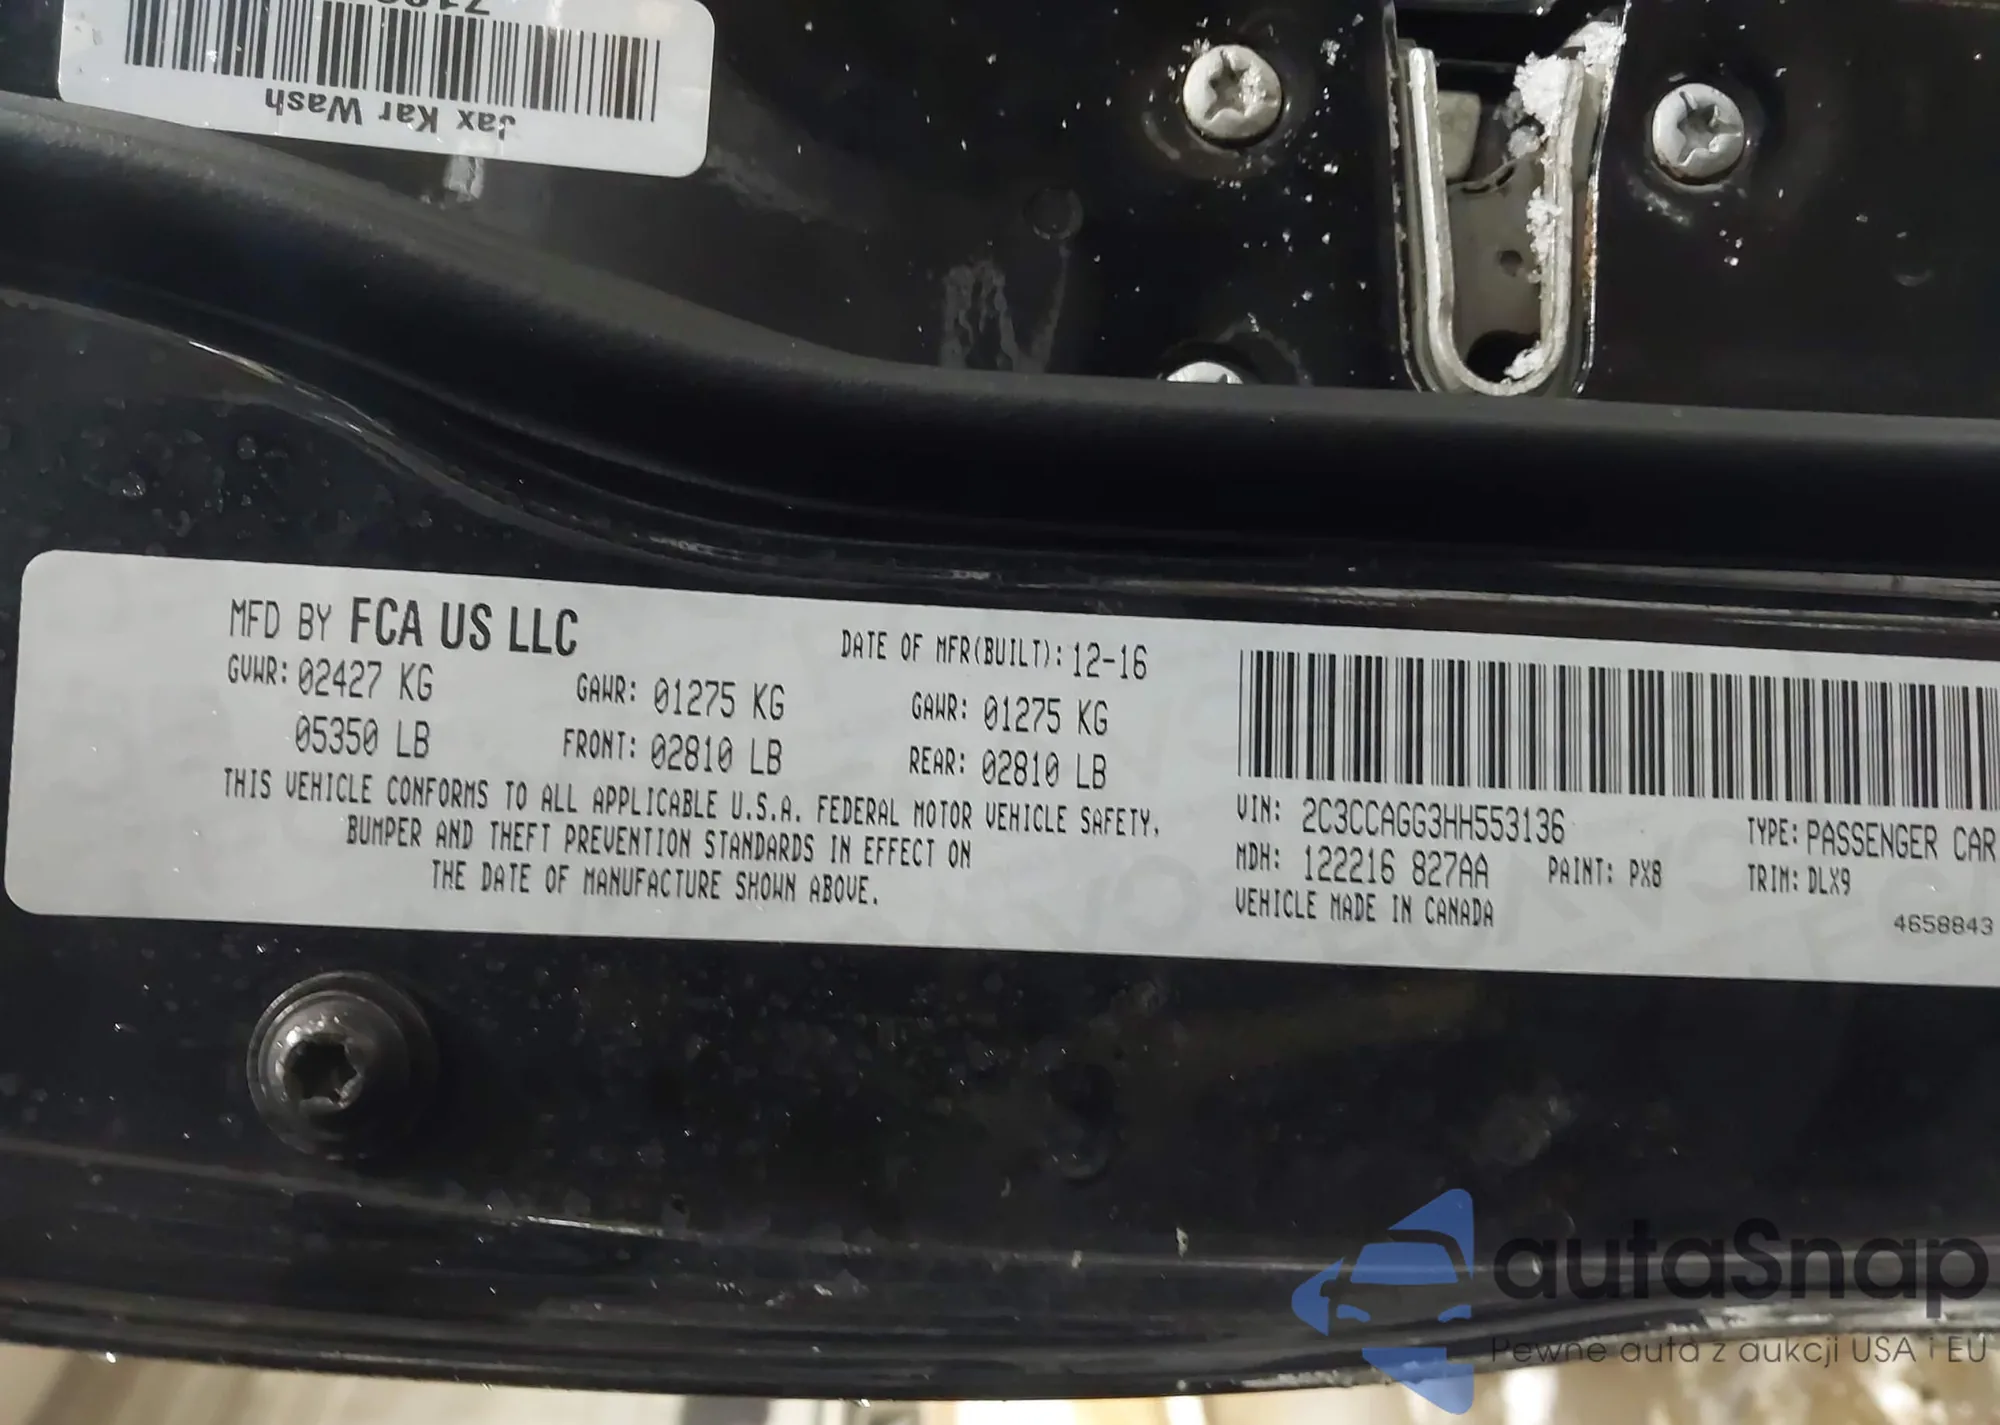 Jax Kar Wash
MFD BY FCA US LLC
DATE OF MFR(BUILT): 12-16
GVWR: 02427 KG
GAWR: 01275 KG
GAWR: 01275 KG
05350 LB
FRONT: 02810 LB
REAR: 02810 LB
THIS VEHICLE CONFORMS TO ALL APPLICABLE U.S.A. FEDERAL MOTOR VEHICLE SAFETY,
BUMPER AND THEFT PREVENTION STANDARDS IN EFFECT ON
THE DATE OF MANUFACTURE SHOWN ABOVE.
VIN: 2C3CCAGG3HH553136
TYPE: PASSENGER CAR
MDH: 122216 827AA
PAINT: PX8
TRIM: DLX9
VEHICLE MADE IN CANADA
4658843
autaSnap
Pewne auta z aukcji USA i EU